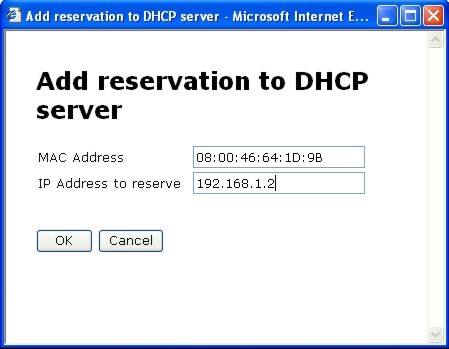 Add reservation to DHCP server - Microsoft Internet E...
Add reservation to DHCP
server
MAC Address 08:00:46:64:1D:9B
IP Address to reserve 192.168.1.2
OK Cancel